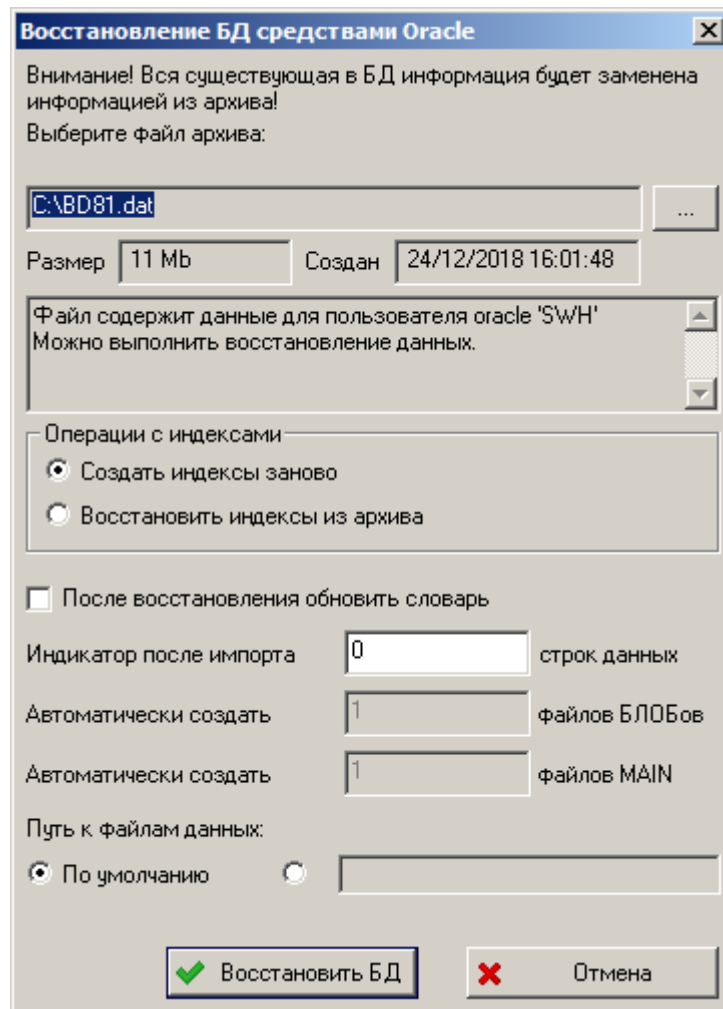 Восстановление БД средствами Oracle
Внимание! Вся существующая в БД информация будет заменена
информацией из архива!
Выберите файл архива:
C:\BD81.dat
...
Размер 11 Mb Создан 24/12/2018 16:01:48
Файл содержит данные для пользователя oracle 'SWH'
Можно выполнить восстановление данных.
Операции с индексами
Создать индексы заново
Восстановить индексы из архива
После восстановления обновить словарь
Индикатор после импорта 0 строк данных
Автоматически создать 1 файлов БЛОБов
Автоматически создать 1 файлов MAIN
Путь к файлам данных:
По умолчанию
Восстановить БД Отмена